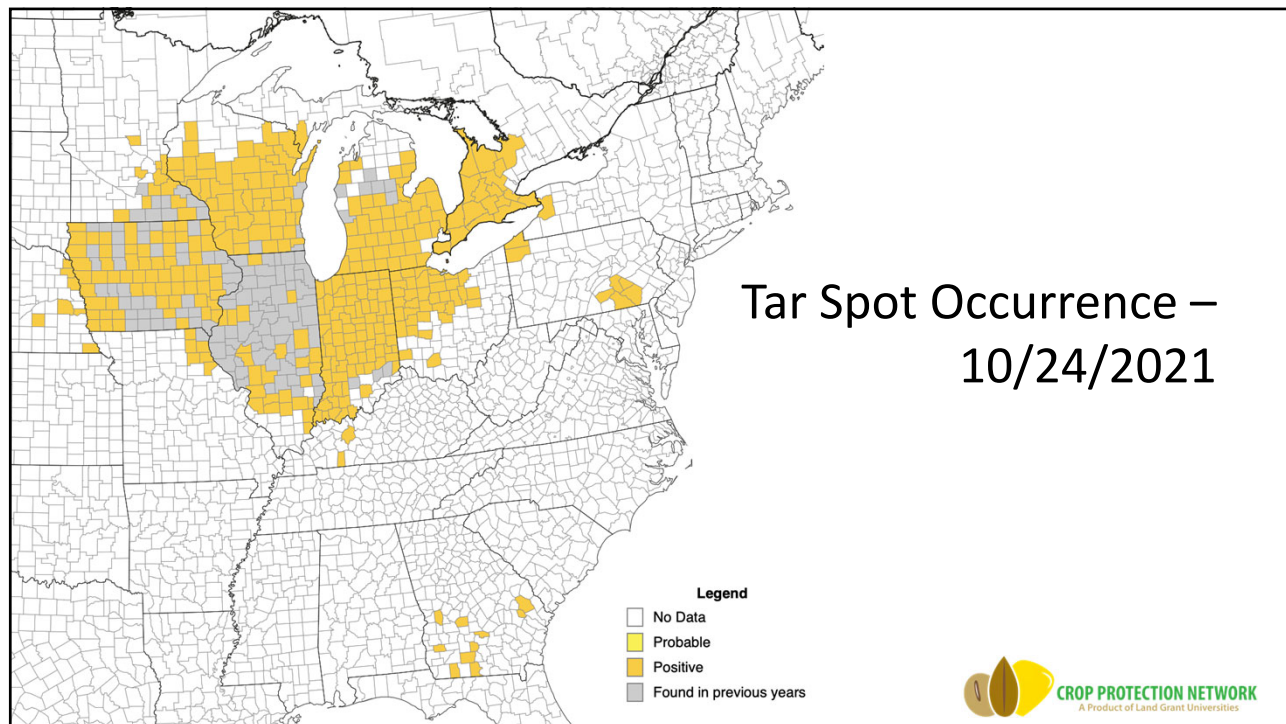 Tar Spot Occurrence –
10/24/2021
Legend
No Data
Probable
Positive
Found in previous years
CROP PROTECTION NETWORK
A Product of Land Grant Universities